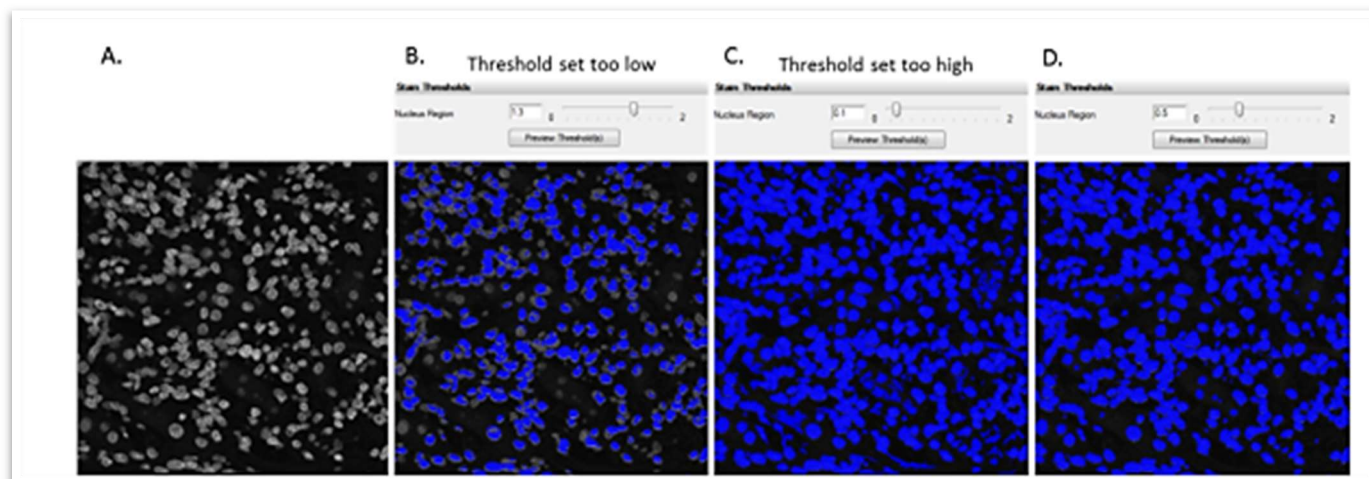 A.
B. Threshold set too low
Stain Thresholds
Nucleus Region 1.3 0 2
Preview Threshold(s)
C. Threshold set too high
Stain Thresholds
Nucleus Region 0.1 0 2
Preview Threshold(s)
D.
Stain Thresholds
Nucleus Region 0.5 0 2
Preview Threshold(s)